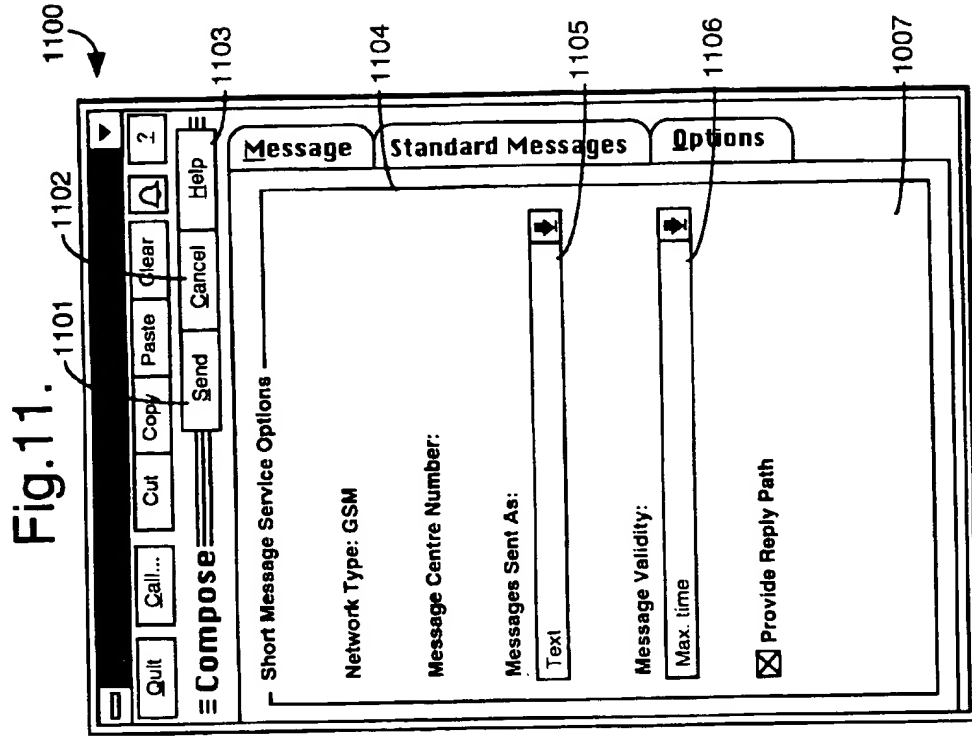 Fig.11.
1100
1101
1102
Quit Call... Cut Copy Paste Clear ?
Compose Send Cancel Help
1103
Message
Standard Messages
Options
Short Message Service Options
1104
Network Type: GSM
Message Centre Number:
Messages Sent As:
Text
1105
Message Validity:
Max. time
1106
Provide Reply Path
1007